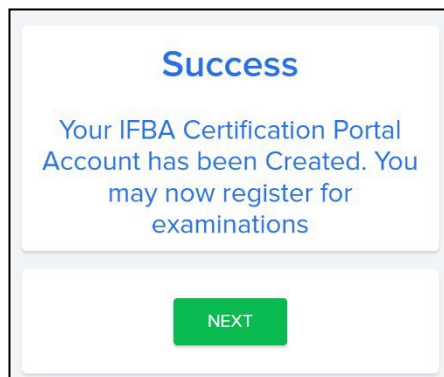 Success
Your IFBA Certification Portal
Account has been Created. You
may now register for
examinations
NEXT